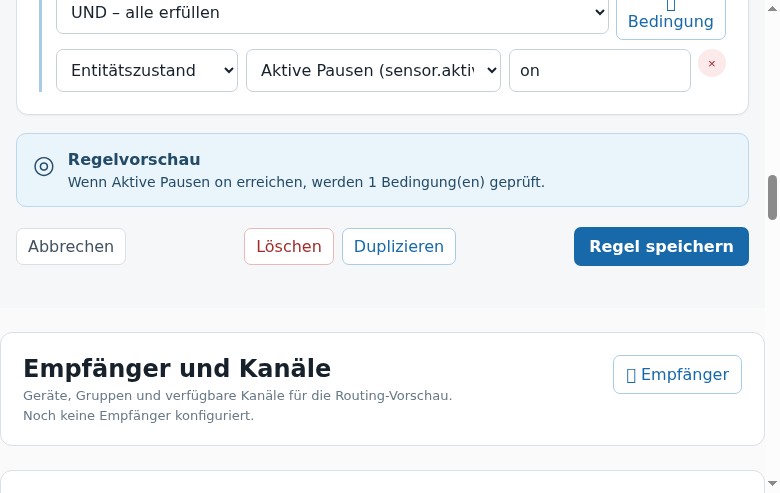 UND – alle erfüllen
Bedingung
Entitätszustand
Aktive Pausen (sensor.aktiv
on
×
Regelvorschau
Wenn Aktive Pausen on erreichen, werden 1 Bedingung(en) geprüft.
Abbrechen
Löschen
Duplizieren
Regel speichern
Empfänger und Kanäle
Empfänger
Geräte, Gruppen und verfügbare Kanäle für die Routing-Vorschau.
Noch keine Empfänger konfiguriert.